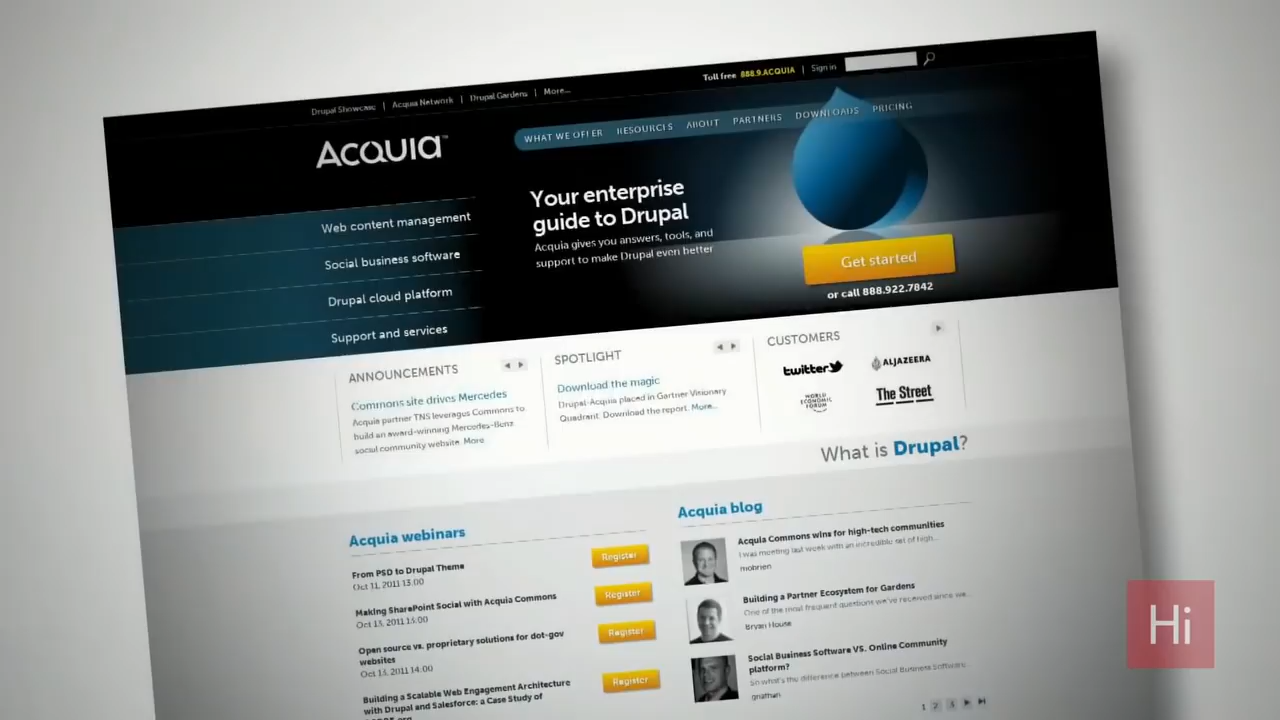 Drupal Showcase | Acquia Network | Drupal Gardens | More...
Toll free 888.9.ACQUIA | Sign in
ACQUIA™
WHAT WE OFFER RESOURCES ABOUT PARTNERS DOWNLOADS PRICING
Web content management
Social business software
Drupal cloud platform
Support and services
Your enterprise
guide to Drupal
Acquia gives you answers, tools, and
support to make Drupal even better
Get started
or call 888.922.7842
ANNOUNCEMENTS
Commons site drives Mercedes
Acquia partner TNS leverages Commons to
build an award-winning Mercedes-Benz
social community website. More
SPOTLIGHT
Download the magic
Drupal-Acquia placed in Gartner Visionary
Quadrant. Download the report. More...
CUSTOMERS
twitter
ALJAZEERA
WORLD
ECONOMIC
FORUM
The Street
What is Drupal?
Acquia webinars
From PSD to Drupal Theme
Oct 11, 2011 13:00
Register
Making SharePoint Social with Acquia Commons
Oct 13, 2011 13:00
Register
Open source vs. proprietary solutions for dot-gov
websites
Oct 13, 2011 14:00
Register
Building a Scalable Web Engagement Architecture
with Drupal and Salesforce: a Case Study of
Register
Acquia blog
Acquia Commons wins for high-tech communities
I was meeting last week with an incredible set of high...
mobrien
Building a Partner Ecosystem for Gardens
One of the most frequent questions we've received since we...
Bryan House
Social Business Software VS. Online Community
platform?
So what's the difference between Social Business Software...
gnathan
1 2 3
Hi